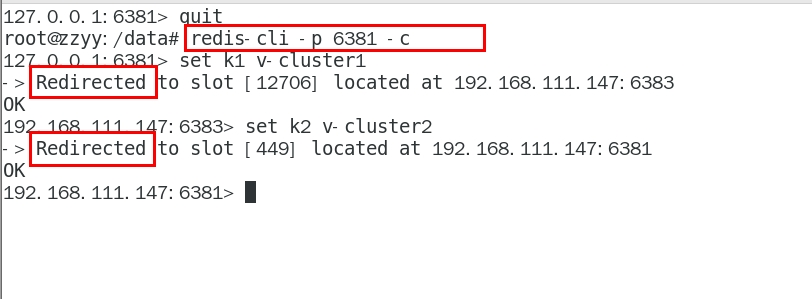 127.0.0.1:6381> quit
root@zzyy:/data# redis-cli -p 6381 -c
127.0.0.1:6381> set k1 v-cluster1
-> Redirected to slot [12706] located at 192.168.111.147:6383
OK
192.168.111.147:6383> set k2 v-cluster2
-> Redirected to slot [449] located at 192.168.111.147:6381
OK
192.168.111.147:6381>